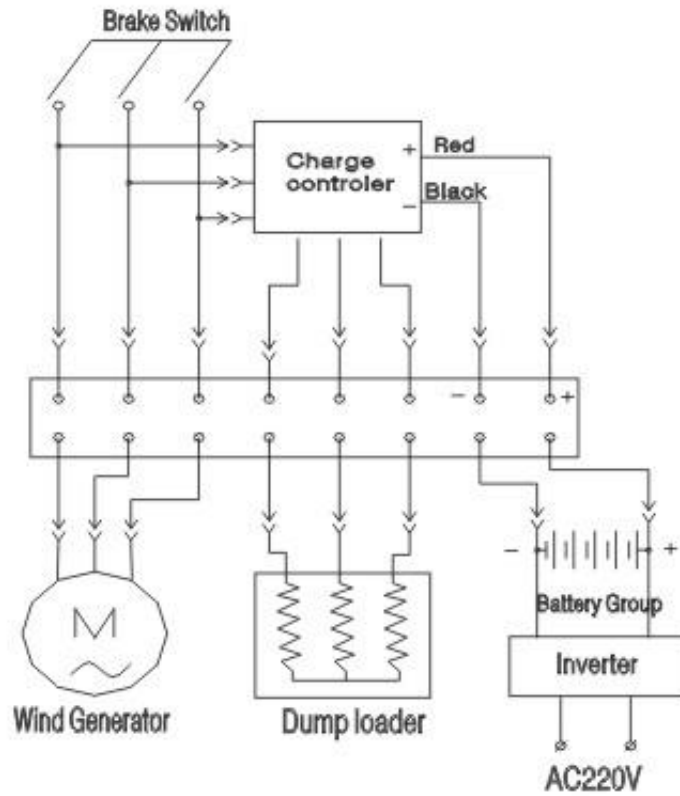 Brake Switch
Charge
controler
+
Red
−
Black
−
+
M
−
+
Battery Group
Inverter
Wind Generator
Dump loader
AC220V